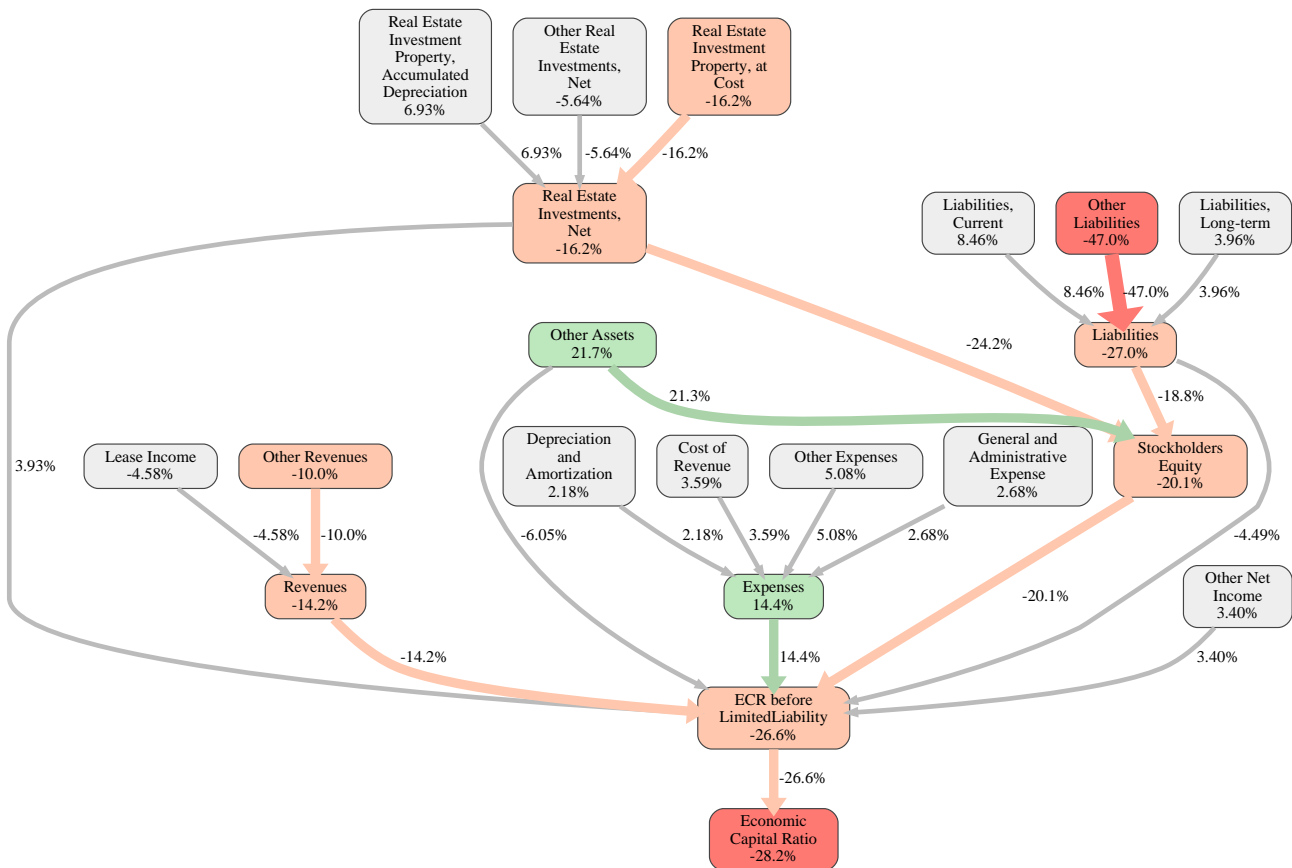 Real Estate
Investment
Property,
Accumulated
Depreciation
6.93%
Other Real
Estate
Investments,
Net
-5.64%
Real Estate
Investment
Property, at
Cost
-16.2%
6.93%
-5.64%
-16.2%
Real Estate
Investments,
Net
-16.2%
Liabilities,
Current
8.46%
Other
Liabilities
-47.0%
Liabilities,
Long-term
3.96%
8.46%
-47.0%
3.96%
Other Assets
21.7%
-24.2%
Liabilities
-27.0%
21.3%
-18.8%
Lease Income
-4.58%
Other Revenues
-10.0%
3.93%
Depreciation
and
Amortization
2.18%
Cost of
Revenue
3.59%
Other Expenses
5.08%
General and
Administrative
Expense
2.68%
Stockholders
Equity
-20.1%
-4.58%
-10.0%
-6.05%
2.18%
3.59%
5.08%
2.68%
-4.49%
Revenues
-14.2%
Expenses
14.4%
-20.1%
Other Net
Income
3.40%
-14.2%
14.4%
3.40%
ECR before
LimitedLiability
-26.6%
-26.6%
Economic
Capital Ratio
-28.2%